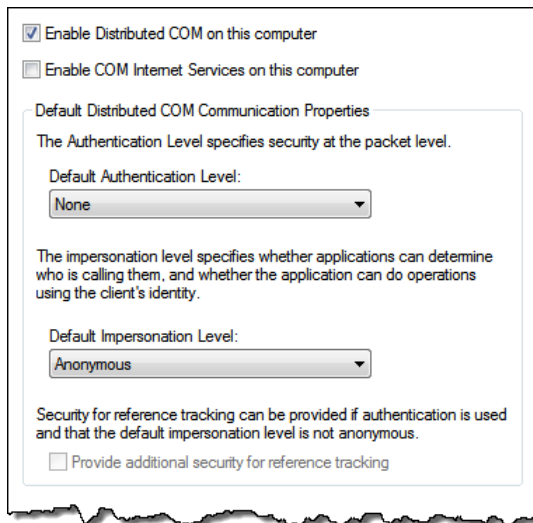 Enable Distributed COM on this computer
Enable COM Internet Services on this computer
Default Distributed COM Communication Properties
The Authentication Level specifies security at the packet level.
Default Authentication Level:
None
The impersonation level specifies whether applications can determine
who is calling them, and whether the application can do operations
using the client's identity.
Default Impersonation Level:
Anonymous
Security for reference tracking can be provided if authentication is used
and that the default impersonation level is not anonymous.
Provide additional security for reference tracking